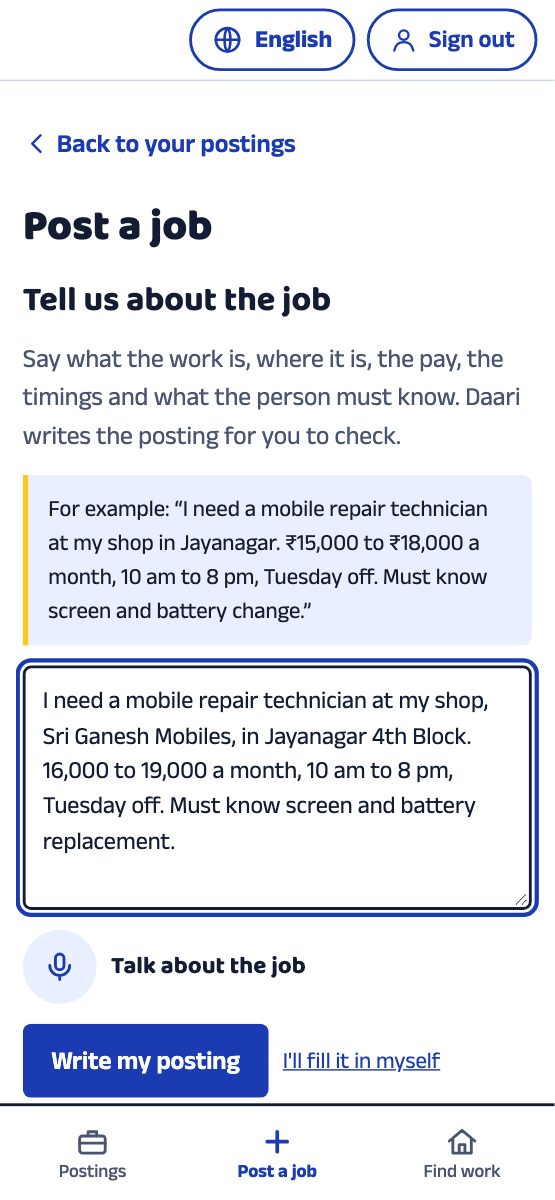 English
Sign out
Back to your postings
Post a job
Tell us about the job
Say what the work is, where it is, the pay, the
timings and what the person must know. Daari
writes the posting for you to check.
For example: “I need a mobile repair technician
at my shop in Jayanagar. ₹15,000 to ₹18,000 a
month, 10 am to 8 pm, Tuesday off. Must know
screen and battery change.”
I need a mobile repair technician at my shop,
Sri Ganesh Mobiles, in Jayanagar 4th Block.
16,000 to 19,000 a month, 10 am to 8 pm,
Tuesday off. Must know screen and battery
replacement.
Talk about the job
Write my posting
I'll fill it in myself
Postings
Post a job
Find work